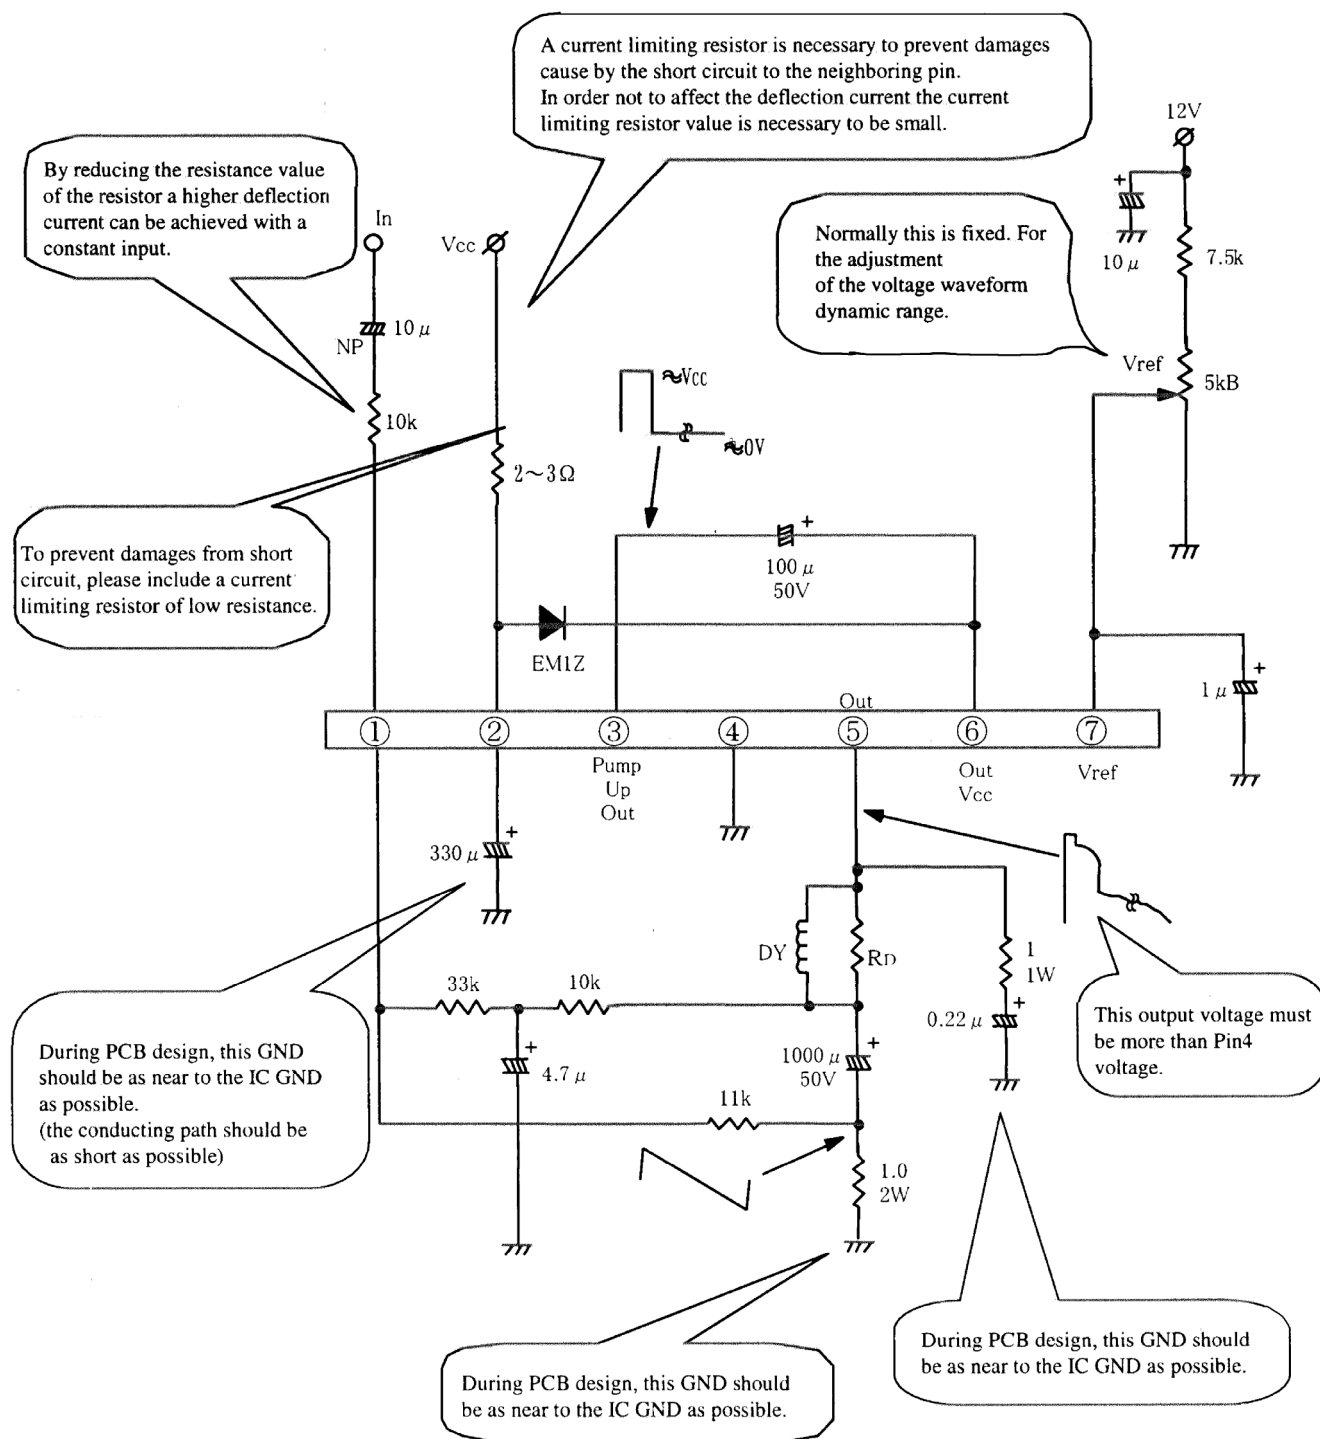 A current limiting resistor is necessary to prevent damages
cause by the short circuit to the neighboring pin.
In order not to affect the deflection current the current
limiting resistor value is necessary to be small.
12V
By reducing the resistance value
of the resistor a higher deflection
current can be achieved with a
constant input.
In
Vcc
Normally this is fixed. For
the adjustment
of the voltage waveform
dynamic range.
+
10 μ
7.5k
NP
10 μ
Vref
5kB
10k
≈Vcc
≈0V
2~3Ω
To prevent damages from short
circuit, please include a current
limiting resistor of low resistance.
+
100 μ
50V
EM1Z
+
1 μ
Out
① ② ③ ④ ⑤ ⑥ ⑦
Pump
Up
Out
Out
Vcc
Vref
+
330 μ
DY
RD
1
1W
33k
10k
+
0.22 μ
This output voltage must
be more than Pin4
voltage.
During PCB design, this GND
should be as near to the IC GND
as possible.
(the conducting path should be
as short as possible)
+
4.7 μ
+
1000 μ
50V
11k
1.0
2W
During PCB design, this GND should
be as near to the IC GND as possible.
During PCB design, this GND should
be as near to the IC GND as possible.